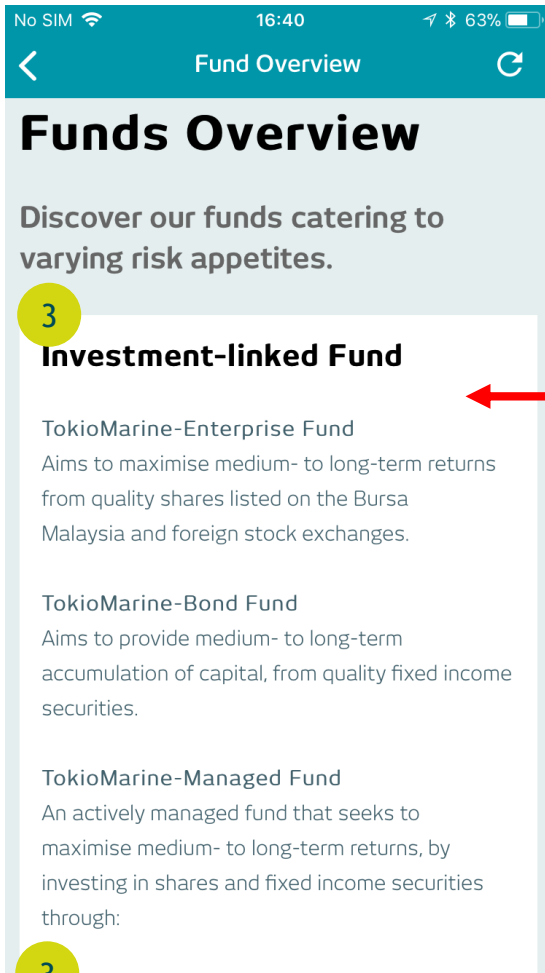 No SIM 16:40 63%
Fund Overview
Funds Overview
Discover our funds catering to
varying risk appetites.
3
Investment-linked Fund
TokioMarine-Enterprise Fund
Aims to maximise medium- to long-term returns
from quality shares listed on the Bursa
Malaysia and foreign stock exchanges.
TokioMarine-Bond Fund
Aims to provide medium- to long-term
accumulation of capital, from quality fixed income
securities.
TokioMarine-Managed Fund
An actively managed fund that seeks to
maximise medium- to long-term returns, by
investing in shares and fixed income securities
through: